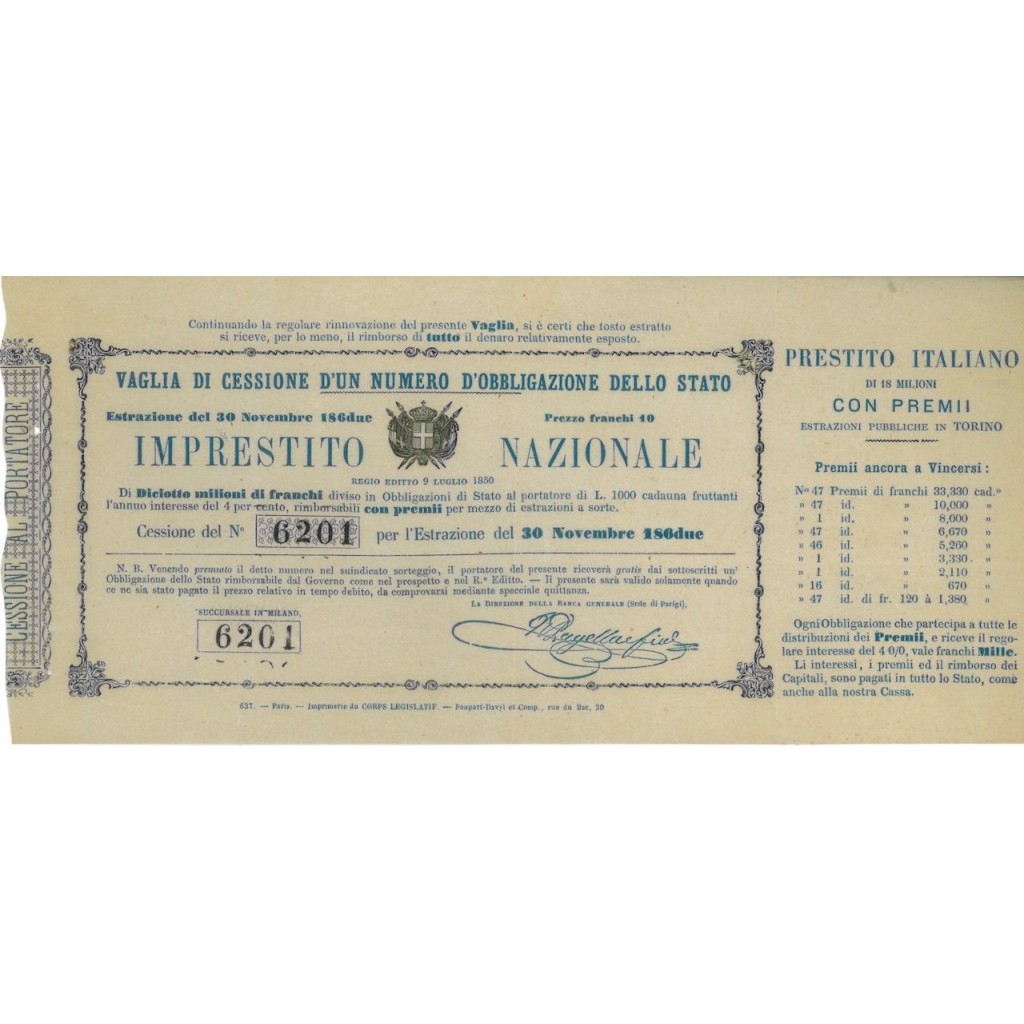 CESSIONE AL PORTATORE
Continuando la regolare rinnovazione del presente Vaglia, si è certi che tosto estratto
si riceve, per lo meno, il rimborso di tutto il denaro relativamente esposto.
VAGLIA DI CESSIONE D'UN NUMERO D'OBBLIGAZIONE DELLO STATO
Estrazione del 30 Novembre 186due
Prezzo franchi 10
IMPRESTITO NAZIONALE
REGIO EDITTO 9 LUGLIO 1850
Di Diciotto milioni di franchi diviso in Obbligazioni di Stato al portatore di L. 1000 cadauna fruttanti
l'annuo interesse del 4 per cento, rimborsabili con premii per mezzo di estrazioni a sorte.
Cessione del Nº 6201 per l'Estrazione del 30 Novembre 186due
N. B. Venendo premiato il detto numero nel suindicato sorteggio, il portatore del presente riceverà gratis dai sottoscritti un'
Obbligazione dello Stato rimborsabile dal Governo come nel prospetto e nel R.º Editto. — Il presente sarà valido solamente quando
ce ne sia stato pagato il prezzo relativo in tempo debito, da comprovarsi mediante speciale quittanza.
LA DIREZIONE DELLA BANCA GENERALE (Sede di Parigi),
SUCCURSALE IN MILANO,
6201
637. — Paris. — Imprimerie du CORPS LEGISLATIF. — Poupart-Davyl et Comp., rue du Bac, 30
PRESTITO ITALIANO
DI 18 MILIONI
CON PREMII
ESTRAZIONI PUBBLICHE IN TORINO
Premii ancora a Vincersi :
Nº 47 Premii di franchi 33,330 cad.º
» 47 id. » 10,000 »
» 1 id. » 8,000 »
» 47 id. » 6,670 »
» 46 id. » 5,260 »
» 1 id. » 3,330 »
» 1 id. » 2,110 »
» 16 id. » 670 »
» 47 id. di fr. 120 à 1,380 »
Ogni Obbligazione che partecipa a tutte le
distribuzioni dei Premii, e riceve il rego-
lare interesse del 4 0/0, vale franchi Mille.
Li interessi, i premii ed il rimborso dei
Capitali, sono pagati in tutto lo Stato, come
anche alla nostra Cassa.